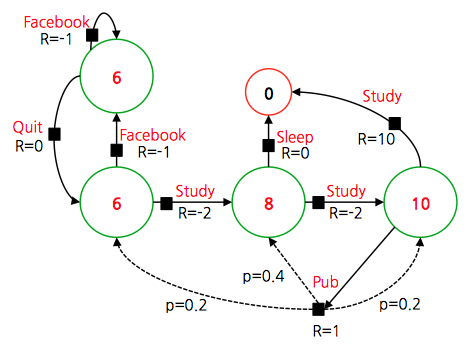 Facebook
R=-1
6
0
Study
Quit
R=0
Facebook
R=-1
Sleep
R=0
R=10
6
Study
R=-2
8
Study
R=-2
10
p=0.4
Pub
p=0.2
p=0.2
R=1